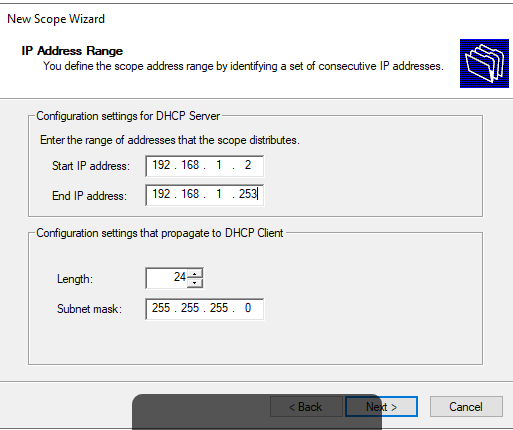 New Scope Wizard
IP Address Range
You define the scope address range by identifying a set of consecutive IP addresses.
Configuration settings for DHCP Server
Enter the range of addresses that the scope distributes.
Start IP address: 192 . 168 . 1 . 2
End IP address: 192 . 168 . 1 . 253
Configuration settings that propagate to DHCP Client
Length: 24
Subnet mask: 255 . 255 . 255 . 0
< Back Next > Cancel